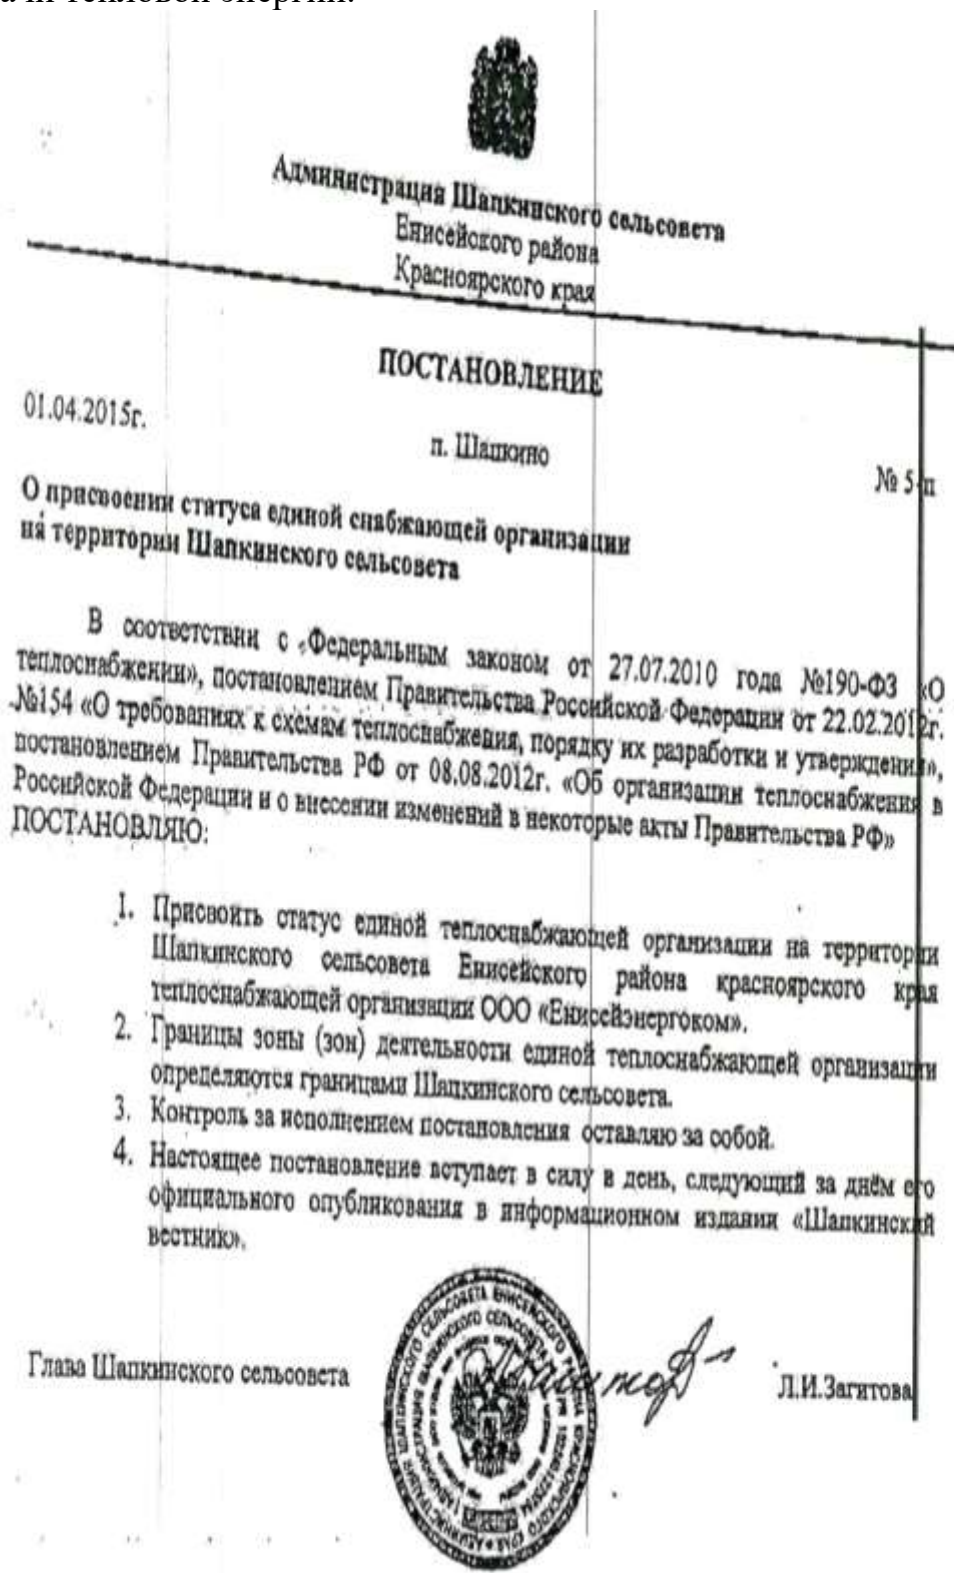 тепловой энергии.
Администрация Шапкинского сельсовета
Енисейского района
Красноярского края
ПОСТАНОВЛЕНИЕ
01.04.2015г.
п. Шапкино
№ 5-п
О присвоении статуса единой снабжающей организации
на территории Шапкинского сельсовета
В соответствии с Федеральным законом от 27.07.2010 года №190-ФЗ «О
теплоснабжении», постановлением Правительства Российской Федерации от 22.02.2012г.
№154 «О требованиях к схемам теплоснабжения, порядку их разработки и утверждения»,
постановлением Правительства РФ от 08.08.2012г. «Об организации теплоснабжения в
Российской Федерации и о внесении изменений в некоторые акты Правительства РФ»
ПОСТАНОВЛЯЮ:
1. Присвоить статус единой теплоснабжающей организации на территории
Шапкинского сельсовета Енисейского района красноярского края
теплоснабжающей организации ООО «Енисейэнергоком».
2. Границы зоны (зон) деятельности единой теплоснабжающей организации
определяются границами Шапкинского сельсовета.
3. Контроль за исполнением постановления оставляю за собой.
4. Настоящее постановление вступает в силу в день, следующий за днём его
официального опубликования в информационном издании «Шапкинский
вестник».
Глава Шапкинского сельсовета
Л.И.Загитова